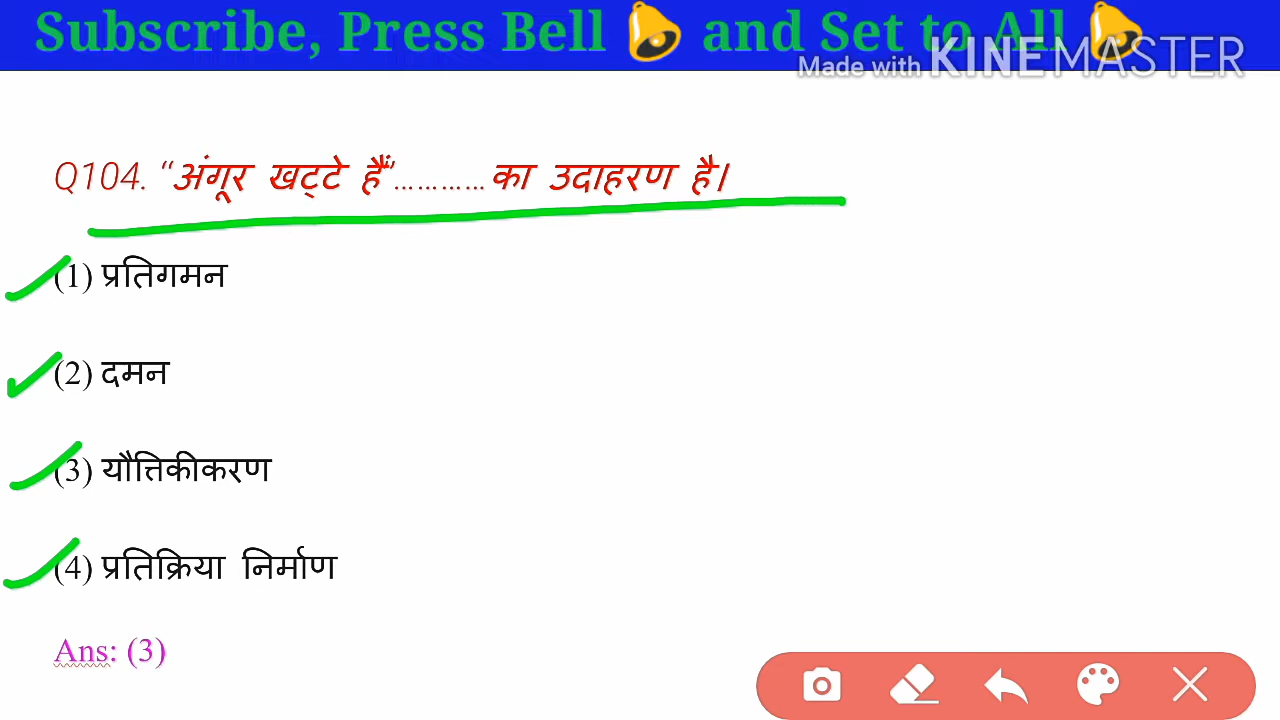 Subscribe, Press Bell 🔔 and Set to All 🔔
Made with KINEMASTER
Q104. “अंगूर खट्टे हैं”............का उदाहरण है।
(1) प्रतिगमन
(2) दमन
(3) यौत्तिकीकरण
(4) प्रतिक्रिया निर्माण
Ans: (3)